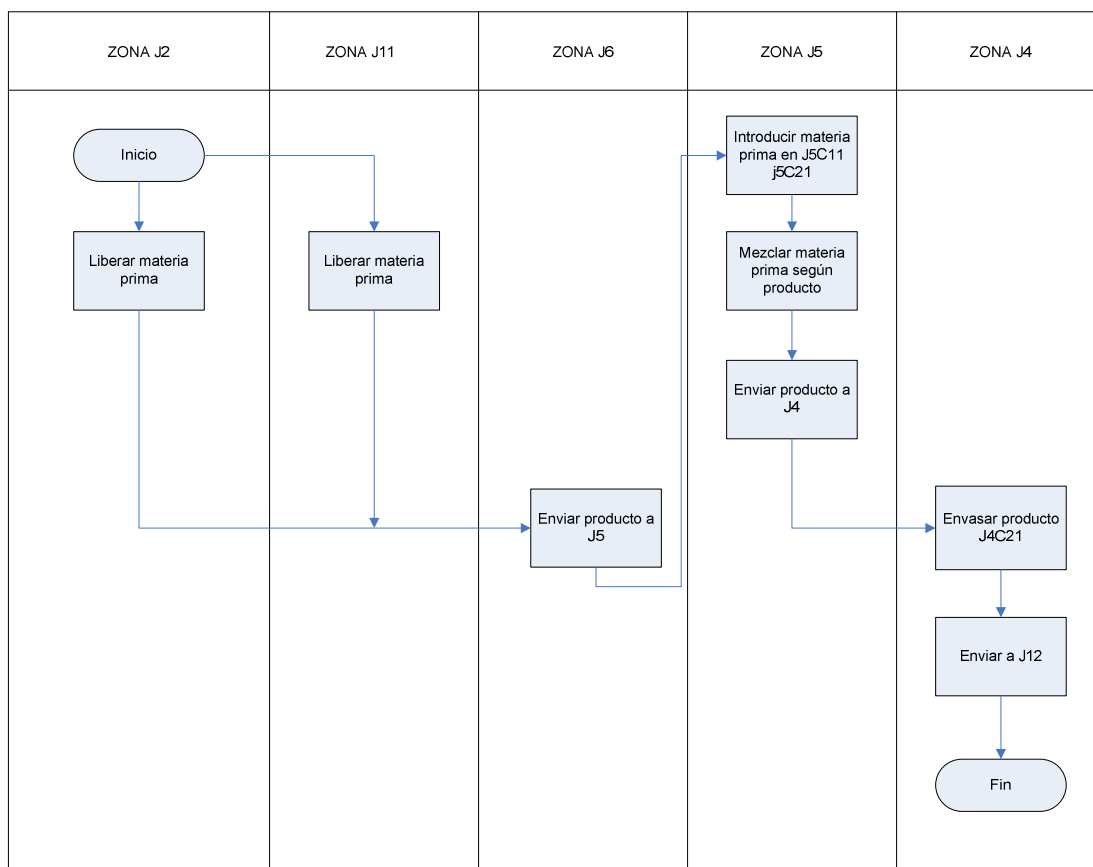 ZONA J2
ZONA J11
ZONA J6
ZONA J5
ZONA J4
Inicio
Liberar materia
prima
Liberar materia
prima
Enviar producto a
J5
Introducir materia
prima en J5C11
j5C21
Mezclar materia
prima según
producto
Enviar producto a
J4
Envasar producto
J4C21
Enviar a J12
Fin